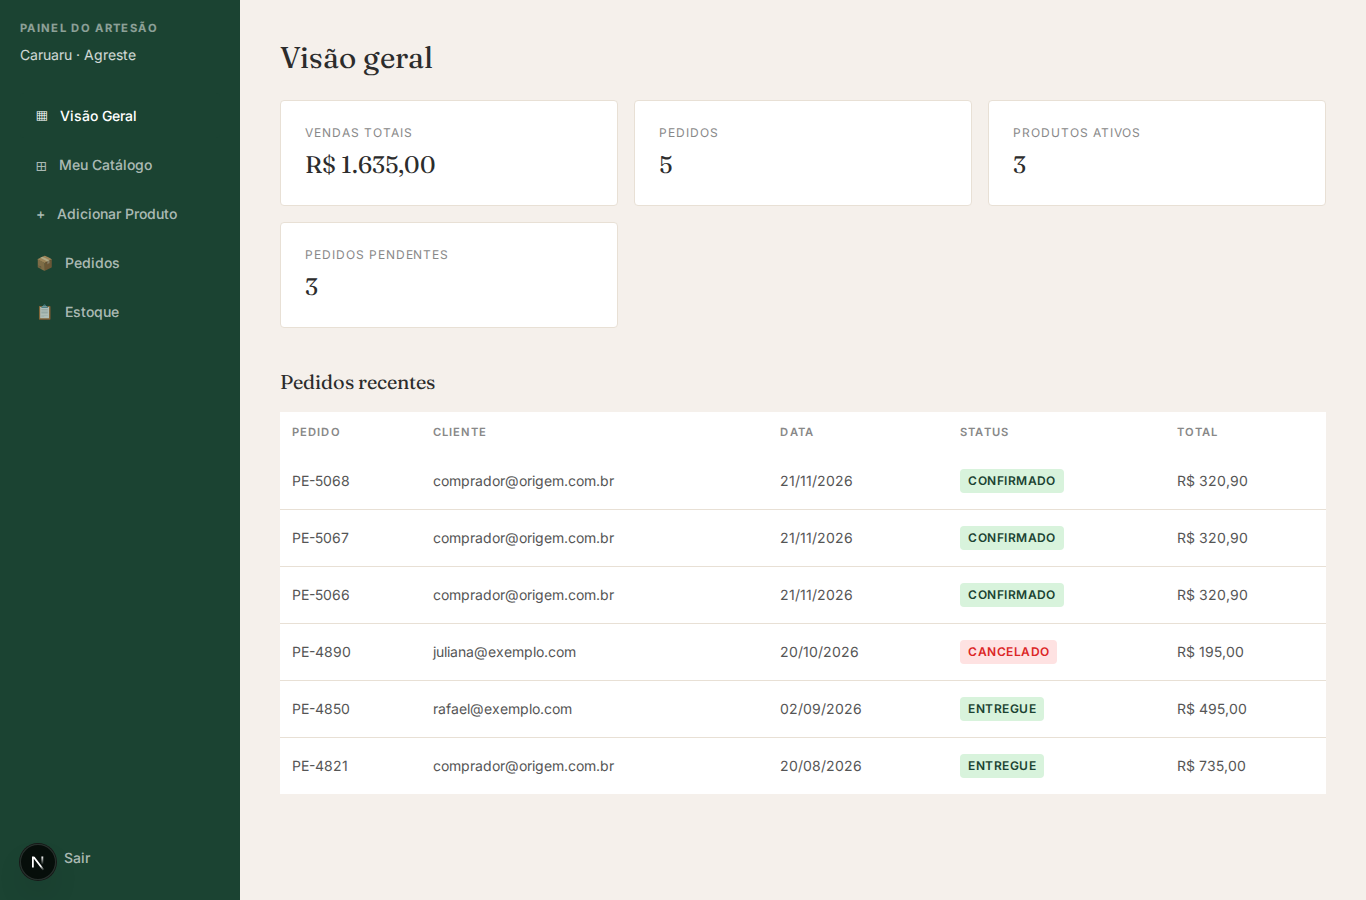 PAINEL DO ARTESÃO
Caruaru · Agreste
Visão Geral
Meu Catálogo
+ Adicionar Produto
Pedidos
Estoque
N Sair
Visão geral
VENDAS TOTAIS
R$ 1.635,00
PEDIDOS
5
PRODUTOS ATIVOS
3
PEDIDOS PENDENTES
3
Pedidos recentes
PEDIDO CLIENTE DATA STATUS TOTAL
PE-5068 comprador@origem.com.br 21/11/2026 CONFIRMADO R$ 320,90
PE-5067 comprador@origem.com.br 21/11/2026 CONFIRMADO R$ 320,90
PE-5066 comprador@origem.com.br 21/11/2026 CONFIRMADO R$ 320,90
PE-4890 juliana@exemplo.com 20/10/2026 CANCELADO R$ 195,00
PE-4850 rafael@exemplo.com 02/09/2026 ENTREGUE R$ 495,00
PE-4821 comprador@origem.com.br 20/08/2026 ENTREGUE R$ 735,00